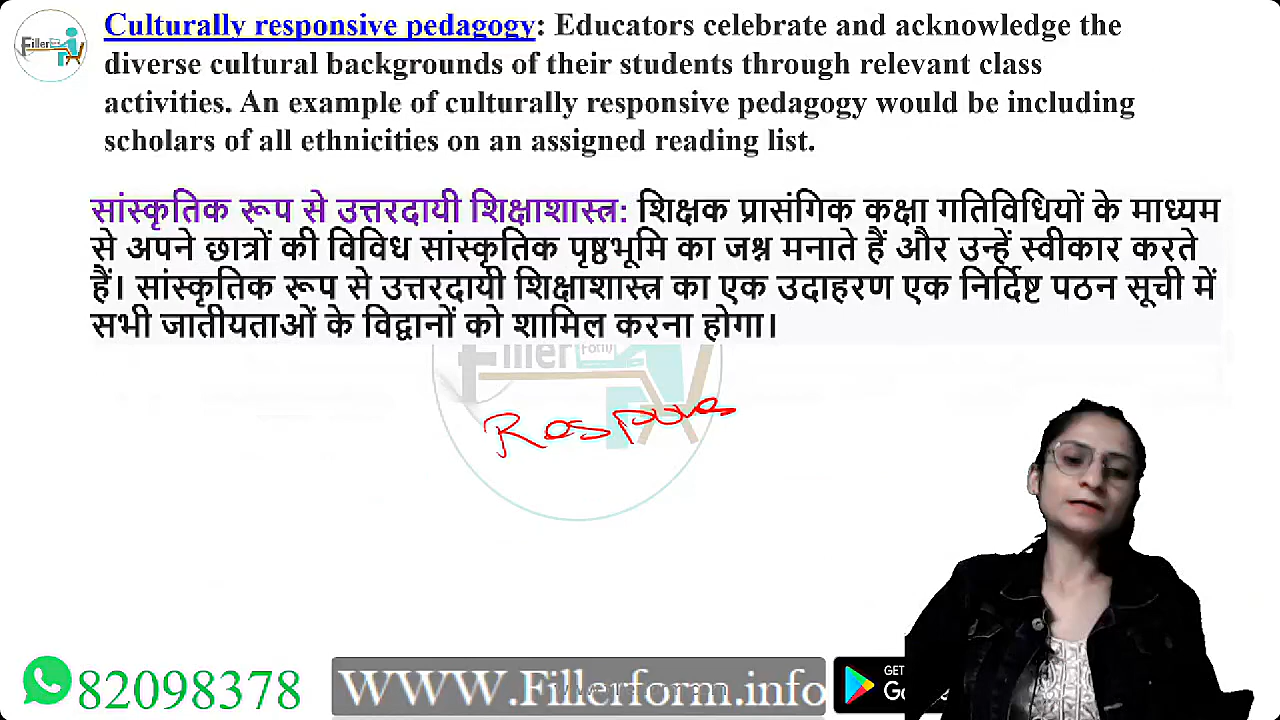 Culturally responsive pedagogy: Educators celebrate and acknowledge the
diverse cultural backgrounds of their students through relevant class
activities. An example of culturally responsive pedagogy would be including
scholars of all ethnicities on an assigned reading list.
सांस्कृतिक रूप से उत्तरदायी शिक्षाशास्त्र: शिक्षक प्रासंगिक कक्षा गतिविधियों के माध्यम
से अपने छात्रों की विविध सांस्कृतिक पृष्ठभूमि का जश्न मनाते हैं और उन्हें स्वीकार करते
हैं। सांस्कृतिक रूप से उत्तरदायी शिक्षाशास्त्र का एक उदाहरण एक निर्दिष्ट पठन सूची में
सभी जातीयताओं के विद्वानों को शामिल करना होगा।
Filler Form
82098378
WWW.Fillerform.info
GET